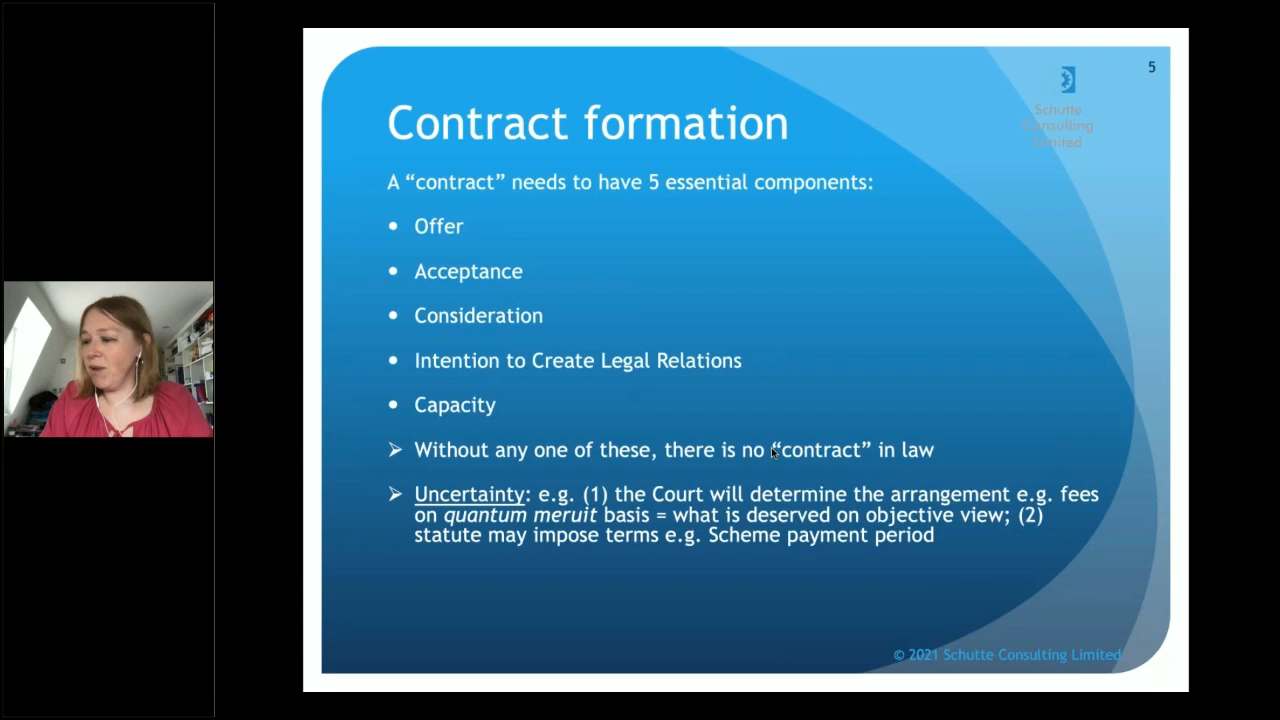 5
Schutte
Consulting
Limited
Contract formation
A “contract” needs to have 5 essential components:
• Offer
• Acceptance
• Consideration
• Intention to Create Legal Relations
• Capacity
➢ Without any one of these, there is no “contract” in law
➢ Uncertainty: e.g. (1) the Court will determine the arrangement e.g. fees
on quantum meruit basis = what is deserved on objective view; (2)
statute may impose terms e.g. Scheme payment period
© 2021 Schutte Consulting Limited